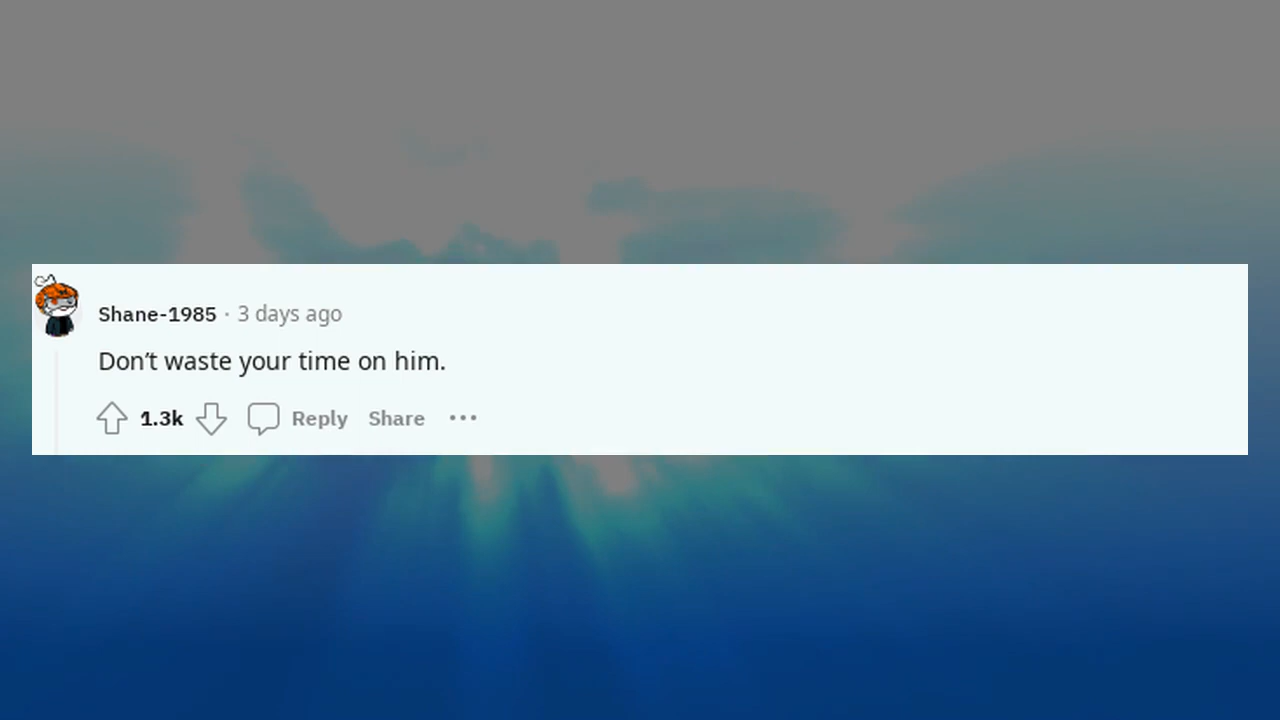 Shane-1985 · 3 days ago
Don’t waste your time on him.
1.3k Reply Share ···